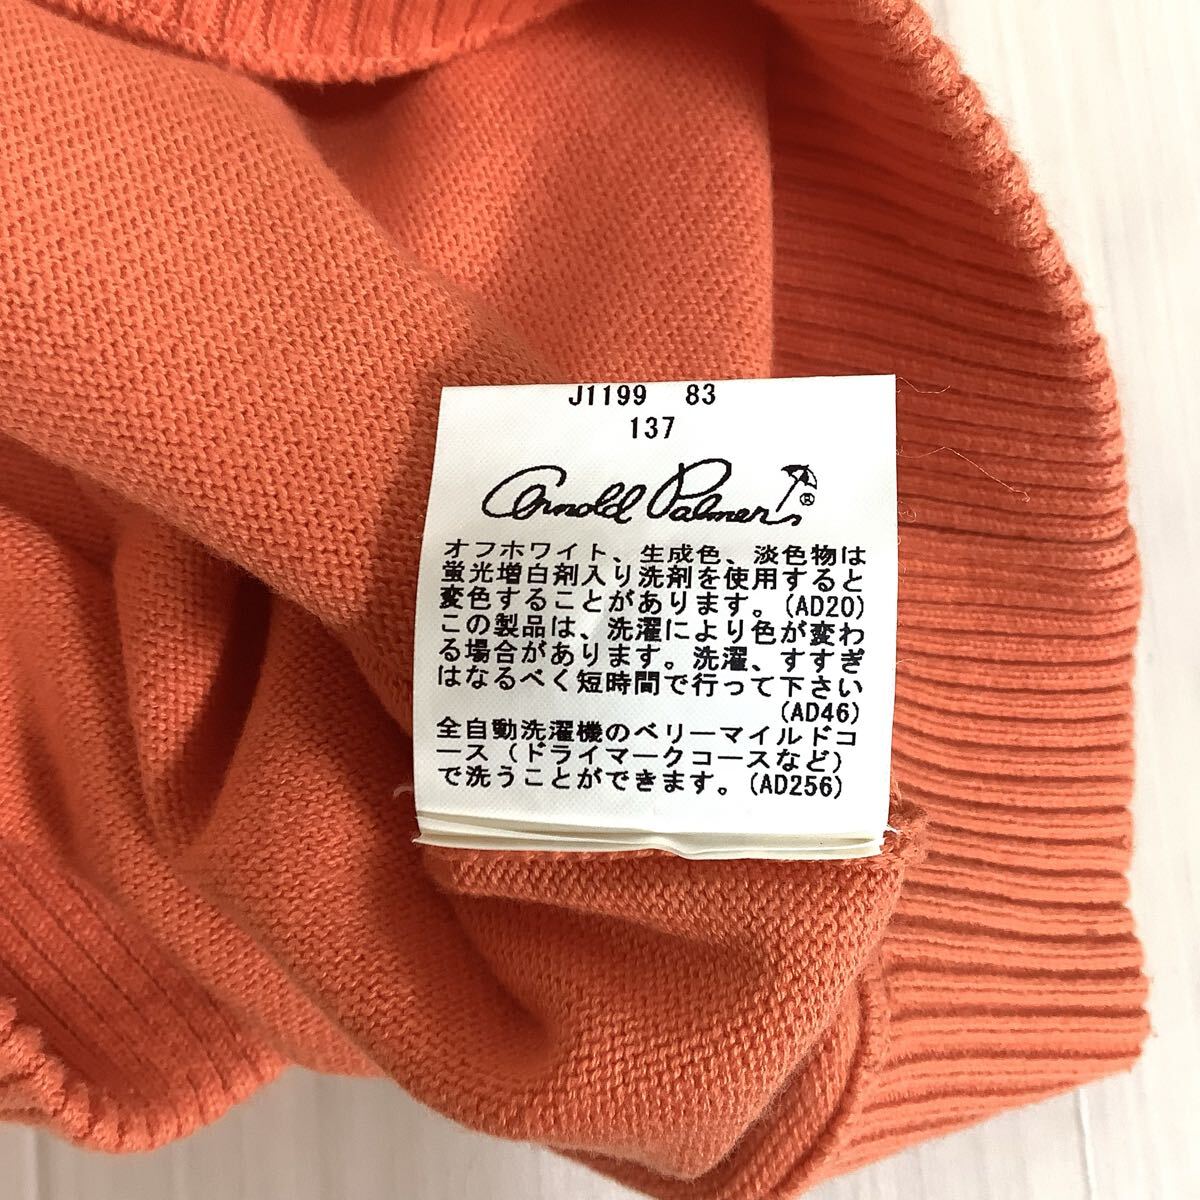 J1199 83
137
Arnold Palmer ®
オフホワイト、生成色、淡色物は
蛍光増白剤入り洗剤を使用すると
変色することがあります。(AD20)
この製品は、洗濯により色が変わ
る場合があります。洗濯、すすぎ
はなるべく短時間で行って下さい
(AD46)
全自動洗濯機のベリーマイルドコ
ース(ドライマークコースなど)
で洗うことができます。(AD256)